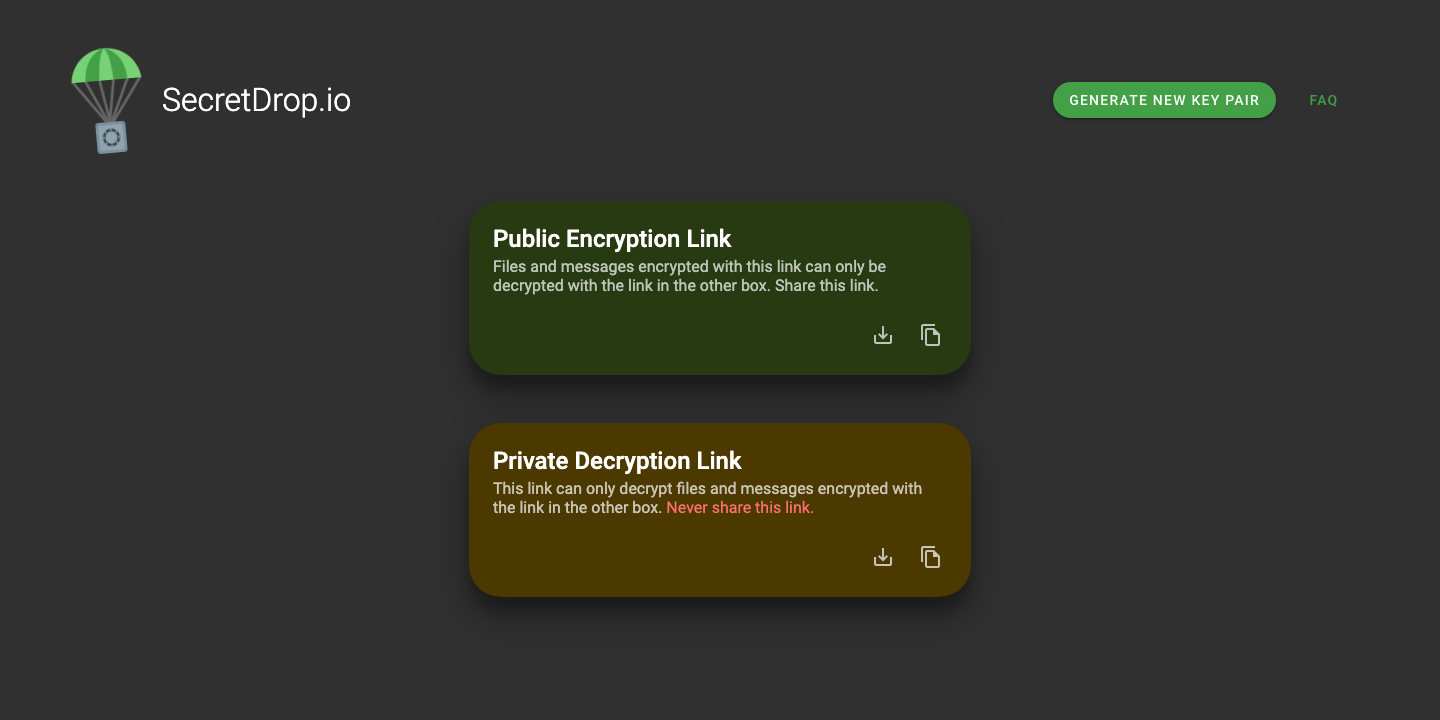 SecretDrop.io
GENERATE NEW KEY PAIR
FAQ
Public Encryption Link
Files and messages encrypted with this link can only be
decrypted with the link in the other box. Share this link.
Private Decryption Link
This link can only decrypt files and messages encrypted with
the link in the other box. Never share this link.